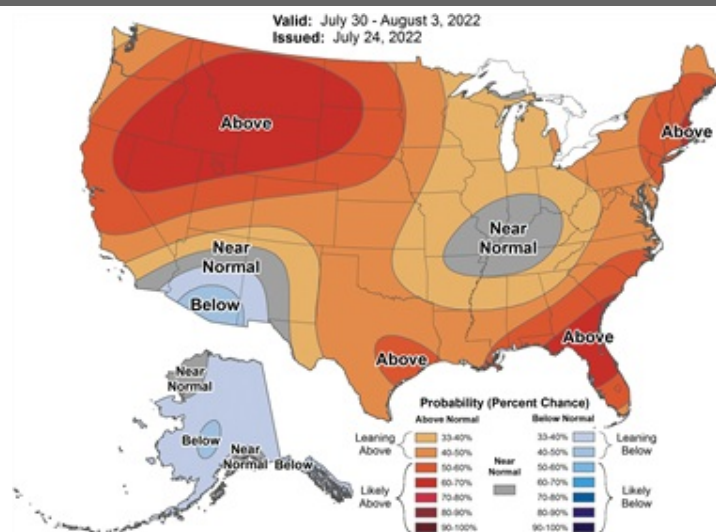 Valid: July 30 - August 3, 2022
Issued: July 24, 2022
Above
Above
Near
Normal
Near
Normal
Below
Above
Above
Near
Normal
Below
Near
Normal
Below
Probability (Percent Chance)
Above Normal
Below Normal
Leaning
Above
33-40%
40-50%
Likely
Above
50-60%
60-70%
70-80%
80-90%
90-100%
Near
Normal
33-40%
40-50%
Leaning
Below
50-60%
60-70%
70-80%
80-90%
90-100%
Likely
Below